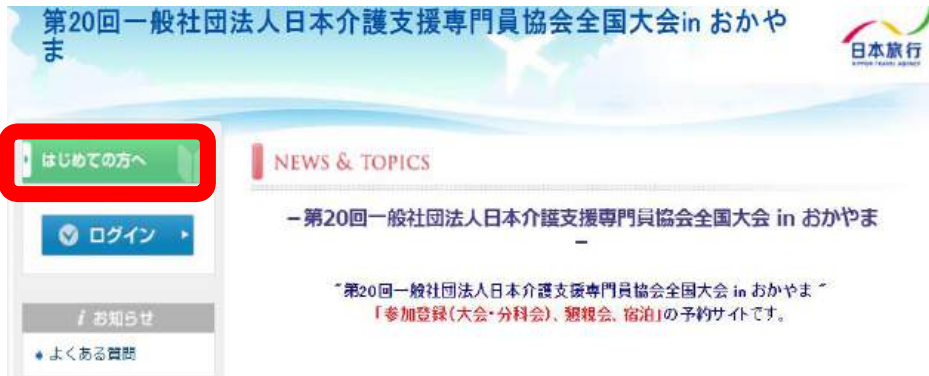 第20回一般社団法人日本介護支援専門員協会全国大会in おかや
ま
日本旅行
NIPPON TRAVEL AGENCY
はじめての方へ
NEWS & TOPICS
ログイン
－第20回一般社団法人日本介護支援専門員協会全国大会 in おかやま
－
"第20回一般社団法人日本介護支援専門員協会全国大会 in おかやま"
「参加登録(大会・分科会)、懇親会、宿泊」の予約サイトです。
i お知らせ
よくある質問